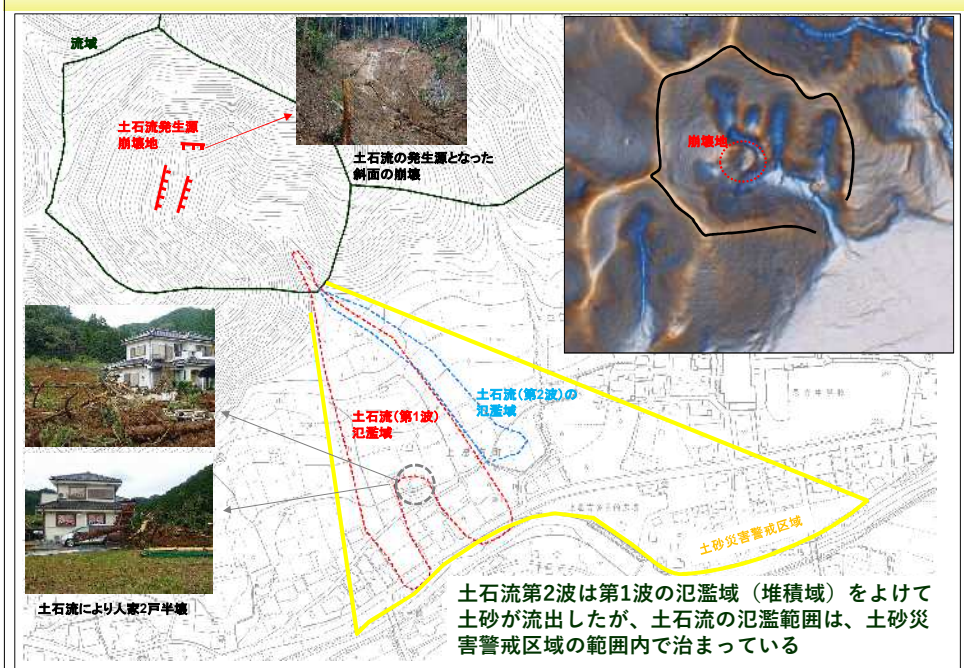 流域
土石流発生源
崩壊地
土石流の発生源となった
斜面の崩壊
崩壊地
土石流(第2波)の
氾濫域
土石流(第1波)
氾濫域
土砂災害警戒区域
土石流により人家2戸半壊
土石流第2波は第1波の氾濫域（堆積域）をよけて
土砂が流出したが、土石流の氾濫範囲は、土砂災
害警戒区域の範囲内で治まっている